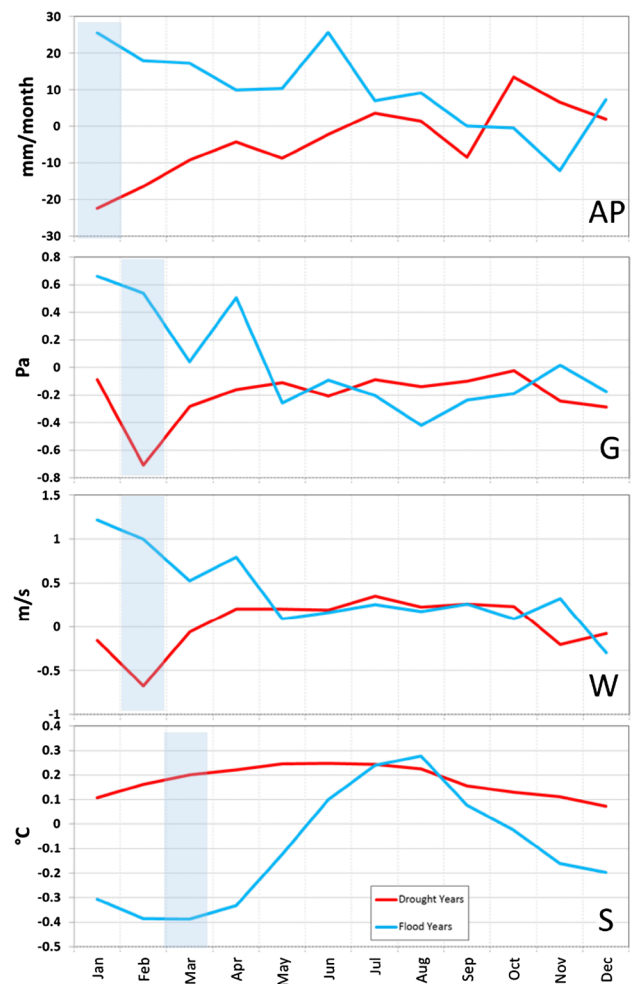 30
20
10
0
-10
-20
-30
mm/month
AP
0.8
0.6
0.4
0.2
0
-0.2
-0.4
-0.6
-0.8
Pa
G
1.5
1
0.5
0
-0.5
-1
m/s
W
0.4
0.3
0.2
0.1
0
-0.1
-0.2
-0.3
-0.4
-0.5
°C
Drought Years
Flood Years
S
Jan Feb Mar Apr May Jun Jul Aug Sep Oct Nov Dec